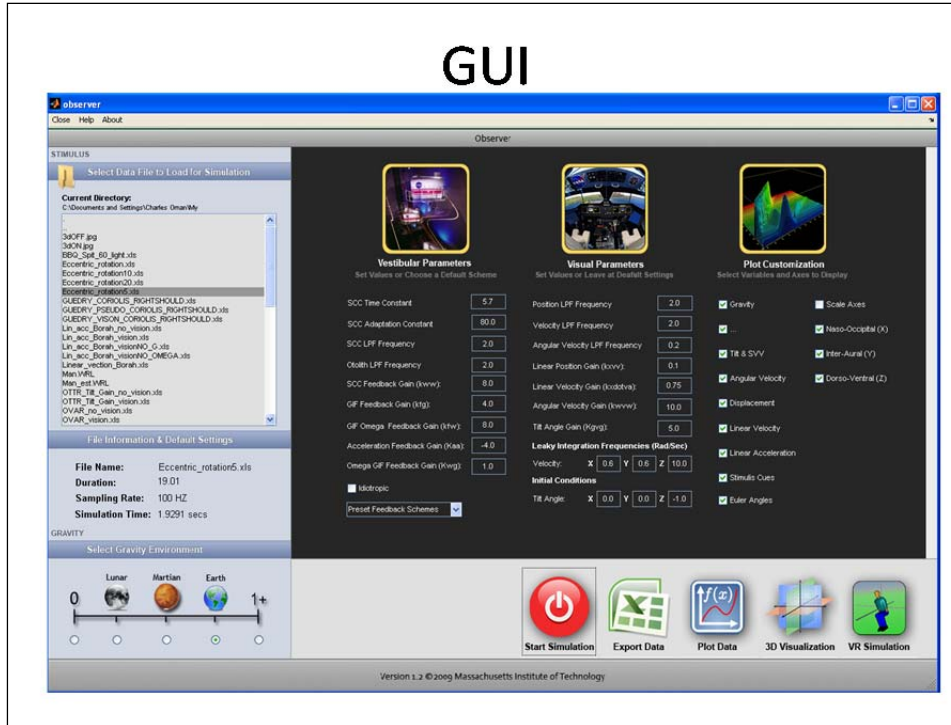 GUI
observer
Close Help About
Observer
STIMULUS
Select Data File to Load for Simulation
Current Directory:
C:\Documents and Settings\Charles Oman\My
.
..
3dOFF.jpg
3dON.jpg
BBQ_Spit_60_light.xls
Eccentric_rotation.xls
Eccentric_rotation10.xls
Eccentric_rotation20.xls
Eccentric_rotation5.xls
GUEDRY_CORIOLIS_RIGHTSHOULD.xls
GUEDRY_PSEUDO_CORIOLIS_RIGHTSHOULD.xls
GUEDRY_VISON_CORIOLIS_RIGHTSHOULD.xls
Lin_acc_Borah_no_vision.xls
Lin_acc_Borah_vision.xls
Lin_acc_Borah_visionNO_G.xls
Lin_acc_Borah_visionNO_OMEGA.xls
Linear_vection_Borah.xls
Man.WRL
Man_est.WRL
OTTR_Tilt_Gain_no_vision.xls
OTTR_Tilt_Gain_vision.xls
OVAR_no_vision.xls
OVAR_vision.xls
File Information & Default Settings
File Name: Eccentric_rotation5.xls
Duration: 19.01
Sampling Rate: 100 HZ
Simulation Time: 1.9291 secs
GRAVITY
Select Gravity Environment
Lunar Martian Earth
0 1+
Vestibular Parameters
Set Values or Choose a Default Scheme
SCC Time Constant 5.7
SCC Adaptation Constant 80.0
SCC LPF Frequency 2.0
Otolith LPF Frequency 2.0
SCC Feedback Gain (kww): 8.0
GIF Feedback Gain (kfg): 4.0
GIF Omega Feedback Gain (kfw): 8.0
Acceleration Feedback Gain (Kaa): -4.0
Omega GIF Feedback Gain (Kwg): 1.0
Idiotropic
Preset Feedback Schemes
Visual Parameters
Set Values or Leave at Deafult Settings
Position LPF Frequency 2.0
Velocity LPF Frequency 2.0
Angular Velocity LPF Frequency 0.2
Linear Position Gain (kxvv): 0.1
Linear Velocity Gain (kxdotva): 0.75
Angular Velocity Gain (kwvw): 10.0
Tilt Angle Gain (Kgvg): 5.0
Leaky Integration Frequencies (Rad/Sec)
Velocity: X 0.6 Y 0.6 Z 10.0
Initial Conditions
Tilt Angle: X 0.0 Y 0.0 Z -1.0
Plot Customization
Select Variables and Axes to Display
Gravity Scale Axes
... Naso-Occipital (X)
Tilt & SVV Inter-Aural (Y)
Angular Velocity Dorso-Ventral (Z)
Displacement
Linear Velocity
Linear Acceleration
Stimulis Cues
Euler Angles
f(x)
Start Simulation Export Data Plot Data 3D Visualization VR Simulation
Version 1.2 ©2009 Massachusetts Institute of Technology